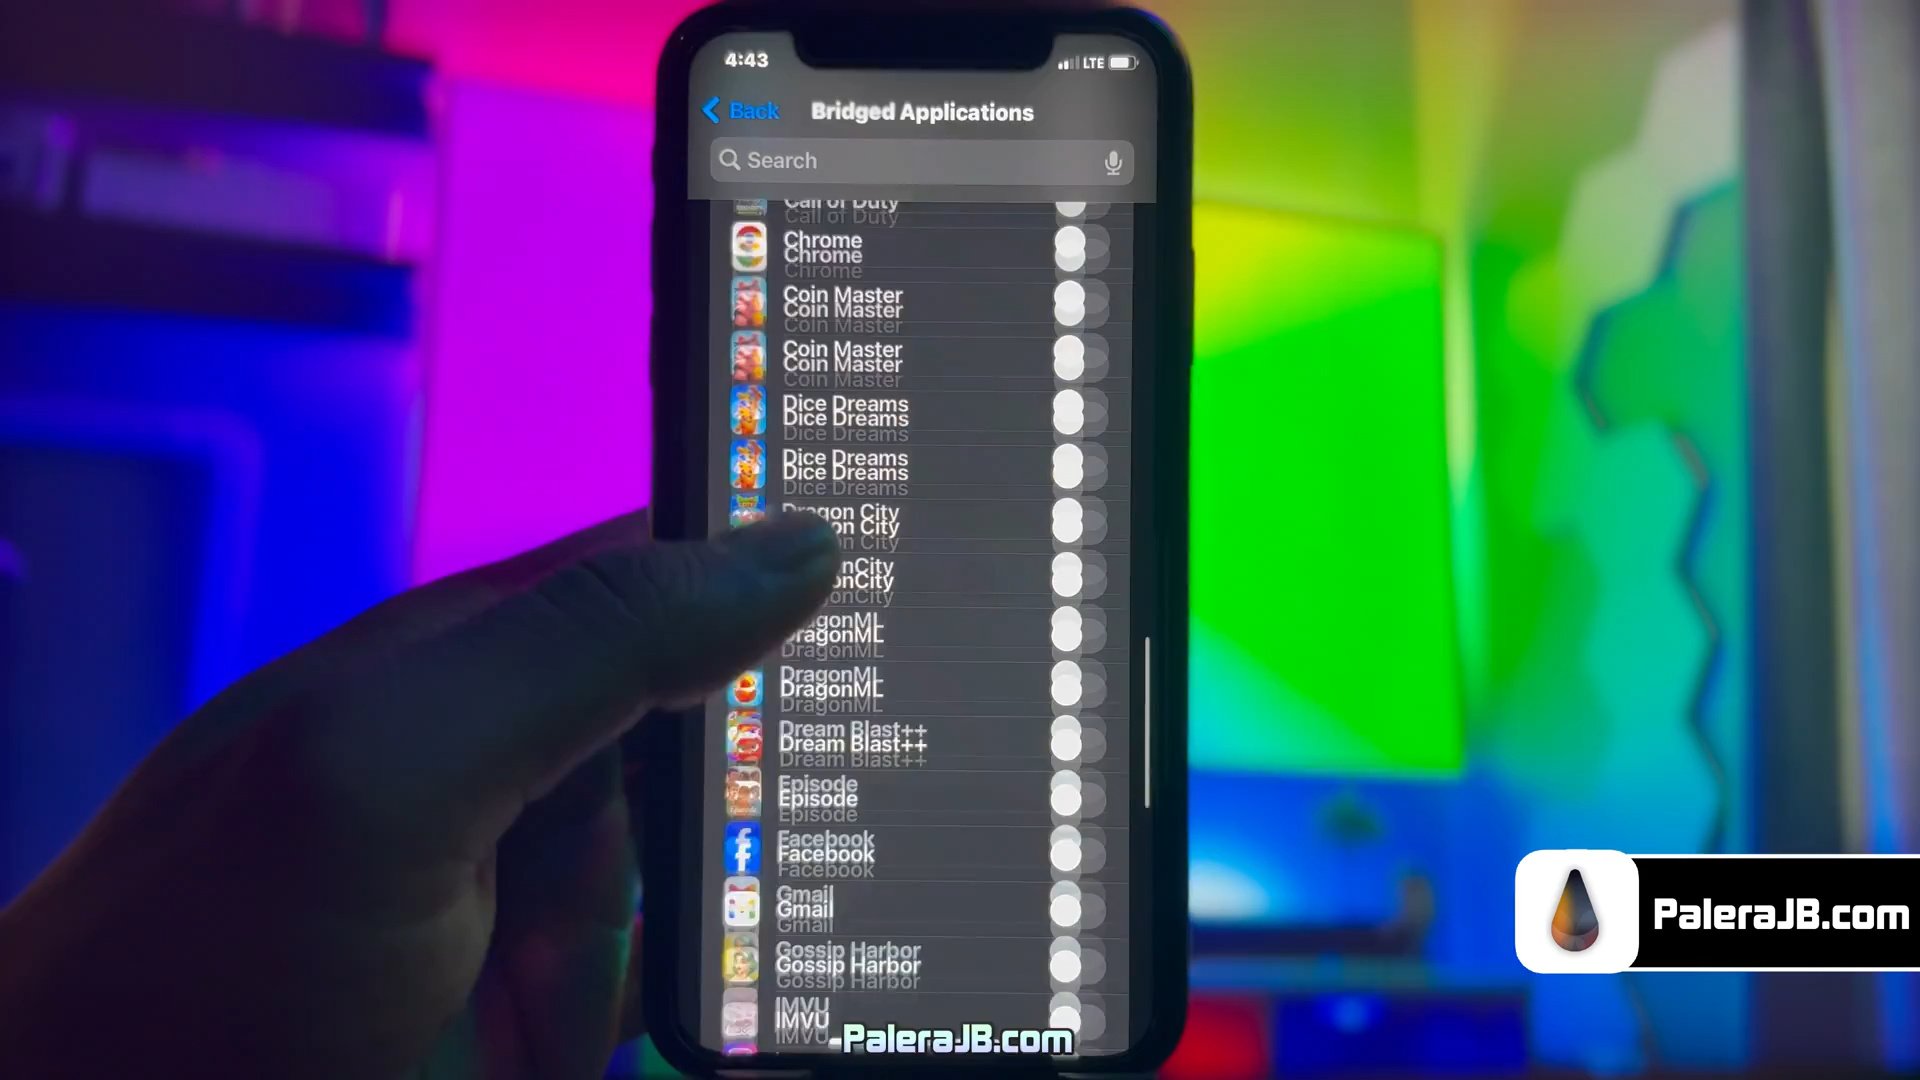 4:43
LTE
Back
Bridged Applications
Search
Call of Duty
Chrome
Coin Master
Coin Master
Dice Dreams
Dice Dreams
Dragon City
DragonML
DragonML
Dream Blast++
Episode
Facebook
Gmail
Gossip Harbor
IMVU
PaleraJB.com
PaleraJB.com